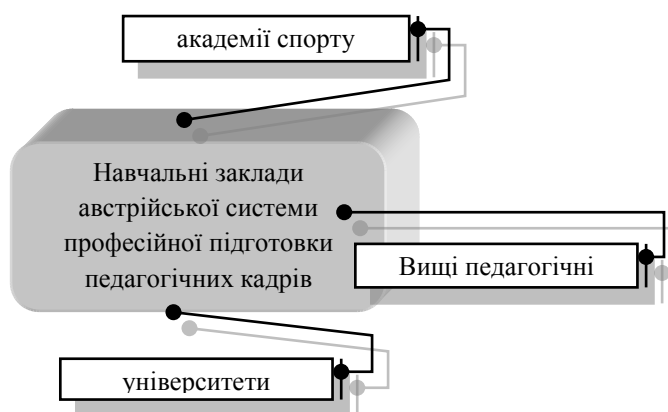 академії спорту
Навчальні заклади
австрійської системи
професійної підготовки
педагогічних кадрів
Вищі педагогічні
університети